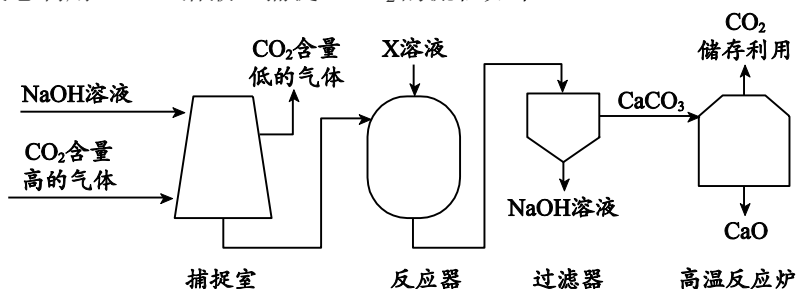 CO₂含量
低的气体
X溶液
CO₂
储存利用
NaOH溶液
CaCO₃
CO₂含量
高的气体
NaOH溶液
CaO
捕捉室
反应器
过滤器
高温反应炉